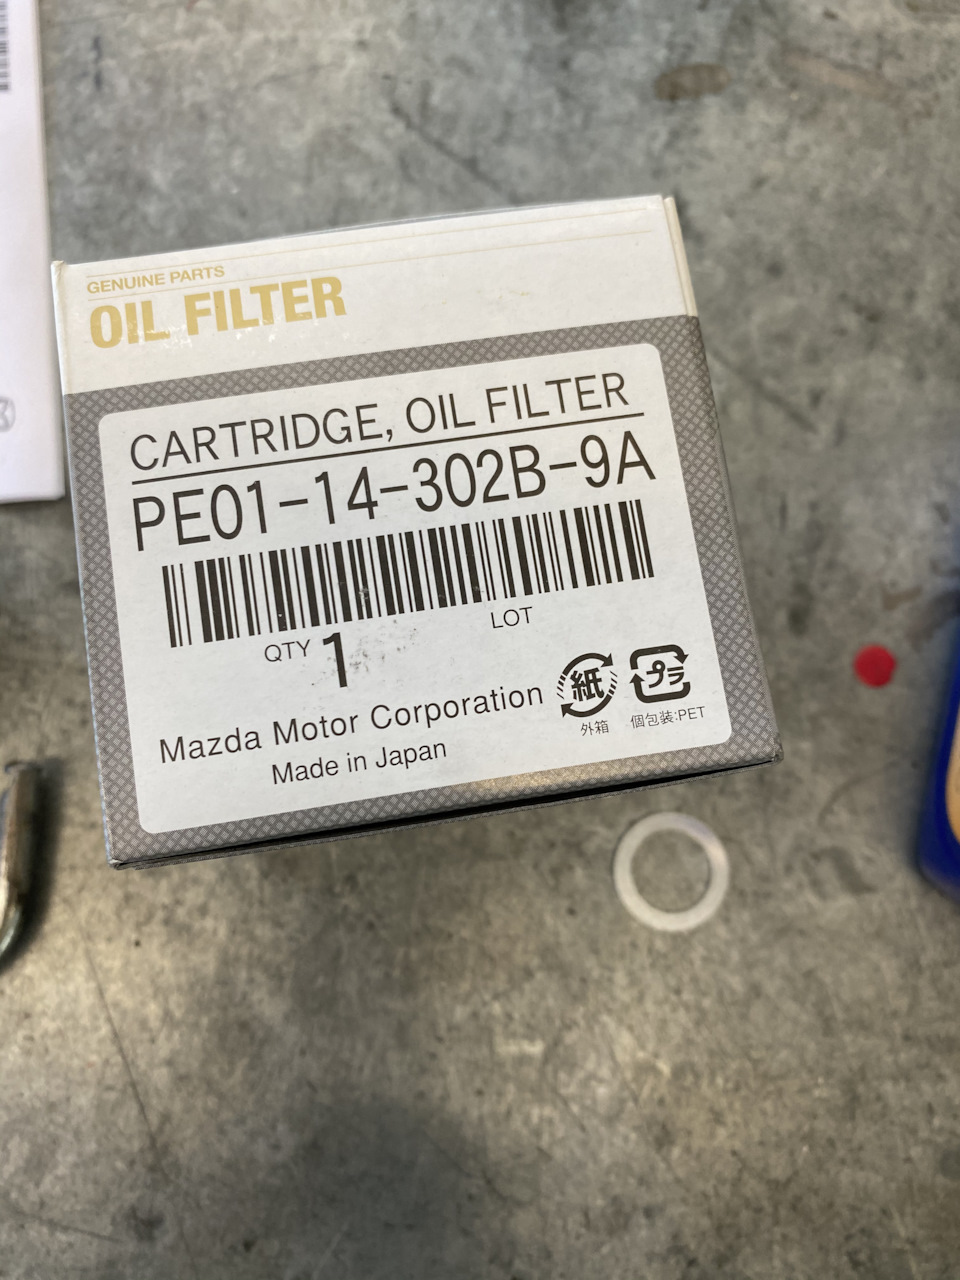 GENUINE PARTS
OIL FILTER
CARTRIDGE, OIL FILTER
PE01-14-302B-9A
QTY 1
LOT
Mazda Motor Corporation
Made in Japan
紙
外箱
プラ
個包装:PET